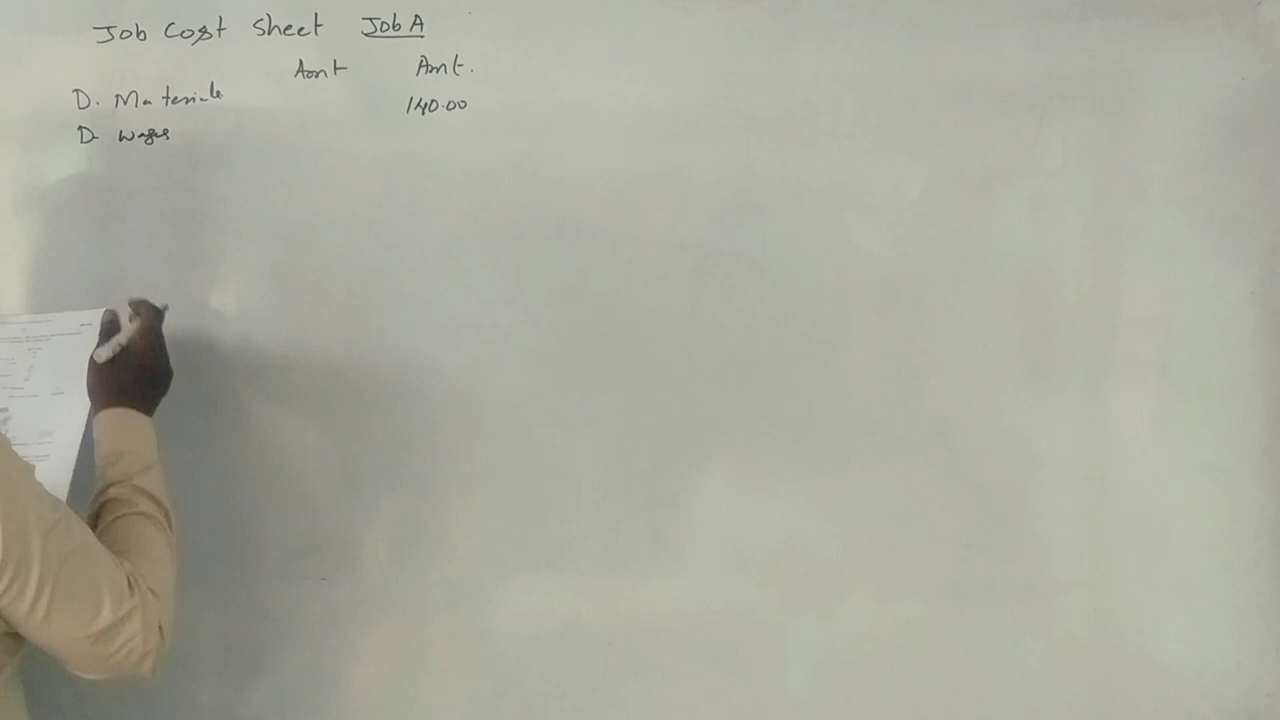 Job Cost Sheet Job A
Amt Amt.
D. Materials 140.00
D. Wages